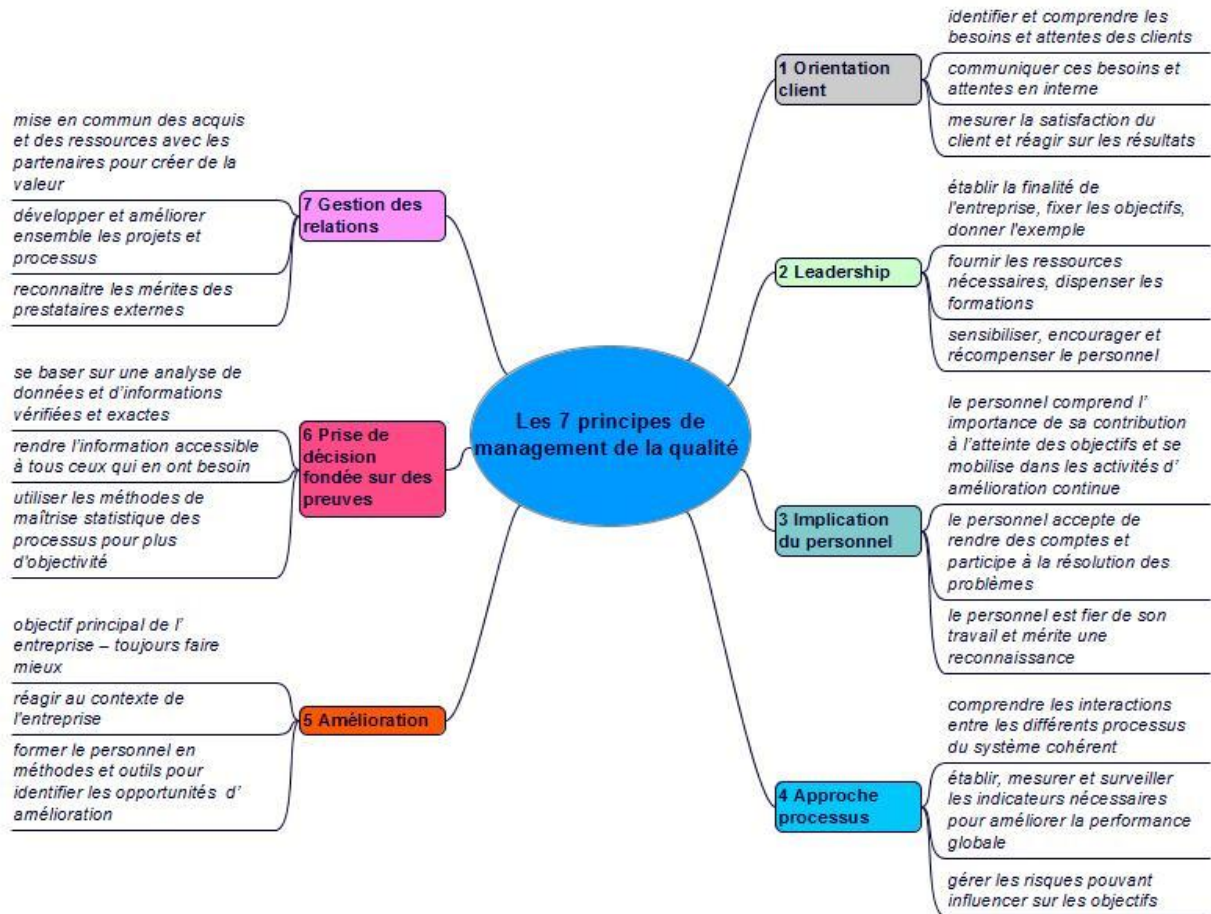 Les 7 principes de
management de la qualité
1 Orientation
client
identifier et comprendre les
besoins et attentes des clients
communiquer ces besoins et
attentes en interne
mesurer la satisfaction du
client et réagir sur les résultats
2 Leadership
établir la finalité de
l'entreprise, fixer les objectifs,
donner l'exemple
fournir les ressources
nécessaires, dispenser les
formations
sensibiliser, encourager et
récompenser le personnel
3 Implication
du personnel
le personnel comprend l’
importance de sa contribution
à l’atteinte des objectifs et se
mobilise dans les activités d’
amélioration continue
le personnel accepte de
rendre des comptes et
participe à la résolution des
problèmes
le personnel est fier de son
travail et mérite une
reconnaissance
4 Approche
processus
comprendre les interactions
entre les différents processus
du système cohérent
établir, mesurer et surveiller
les indicateurs nécessaires
pour améliorer la performance
globale
gérer les risques pouvant
influencer sur les objectifs
5 Amélioration
objectif principal de l’
entreprise – toujours faire
mieux
réagir au contexte de
l'entreprise
former le personnel en
méthodes et outils pour
identifier les opportunités d’
amélioration
6 Prise de
décision
fondée sur des
preuves
se baser sur une analyse de
données et d’informations
vérifiées et exactes
rendre l’information accessible
à tous ceux qui en ont besoin
utiliser les méthodes de
maîtrise statistique des
processus pour plus
d'objectivité
7 Gestion des
relations
mise en commun des acquis
et des ressources avec les
partenaires pour créer de la
valeur
développer et améliorer
ensemble les projets et
processus
reconnaitre les mérites des
prestataires externes